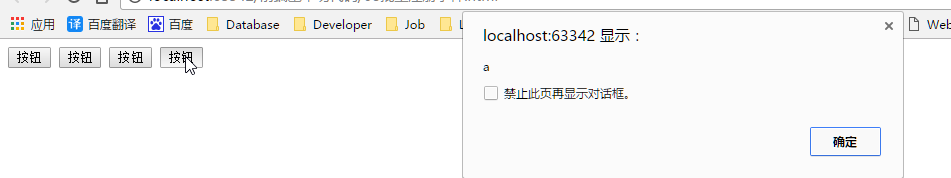 应用 百度翻译 百度 Database Developer Job
按钮 按钮 按钮 按钮
localhost:63342 显示：
a
禁止此页再显示对话框。
确定
Web